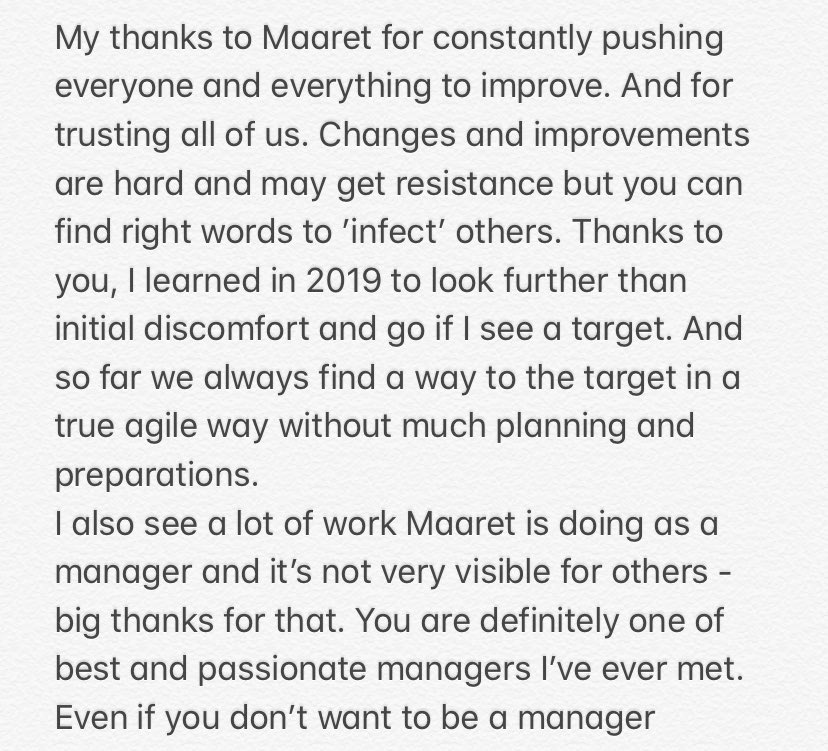 My thanks to Maaret for constantly pushing
everyone and everything to improve. And for
trusting all of us. Changes and improvements
are hard and may get resistance but you can
find right words to ’infect’ others. Thanks to
you, I learned in 2019 to look further than
initial discomfort and go if I see a target. And
so far we always find a way to the target in a
true agile way without much planning and
preparations.
I also see a lot of work Maaret is doing as a
manager and it’s not very visible for others -
big thanks for that. You are definitely one of
best and passionate managers I’ve ever met.
Even if you don’t want to be a manager